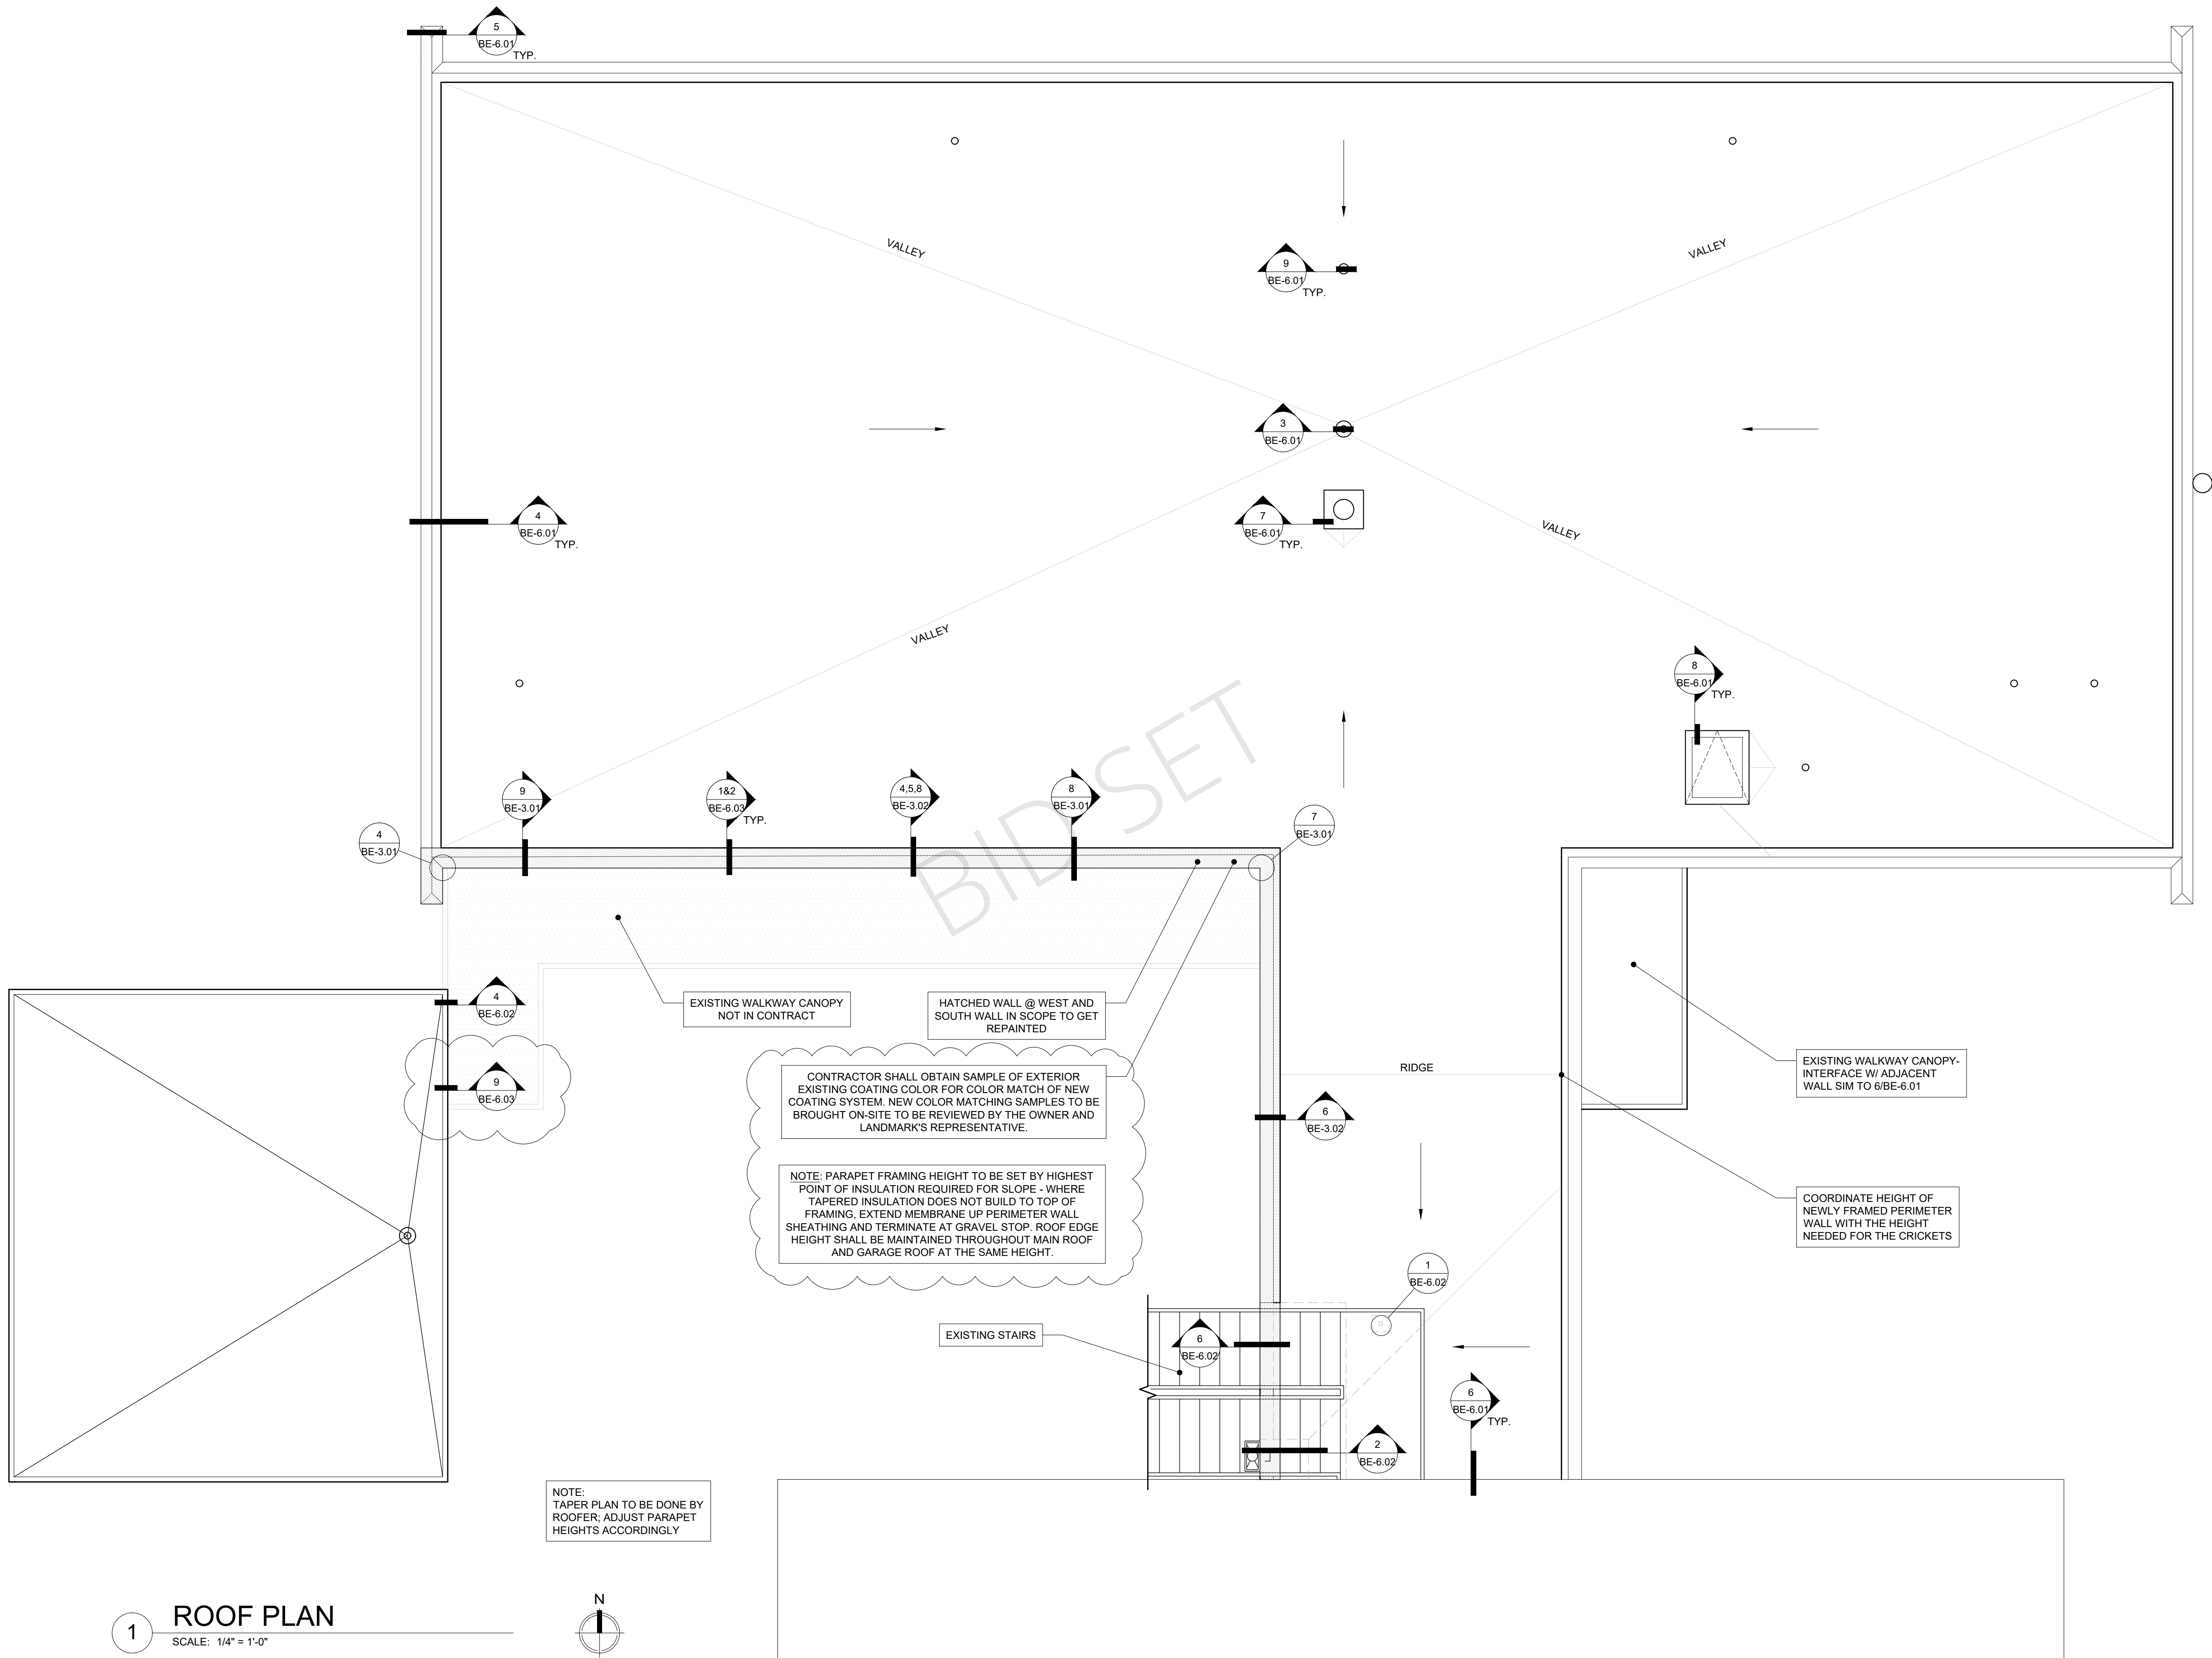 5
BE-6.01
TYP.
VALLEY
VALLEY
9
BE-6.01
TYP.
3
BE-6.01
4
BE-6.01
TYP.
7
BE-6.01
TYP.
VALLEY
VALLEY
8
BE-6.01
TYP.
9
BE-3.01
1&2
BE-6.03
TYP.
4,5,8
BE-3.02
8
BE-3.01
7
BE-3.01
4
BE-3.01
BID SET
EXISTING WALKWAY CANOPY
NOT IN CONTRACT
HATCHED WALL @ WEST AND
SOUTH WALL IN SCOPE TO GET
REPAINTED
4
BE-6.02
9
BE-6.03
CONTRACTOR SHALL OBTAIN SAMPLE OF EXTERIOR
EXISTING COATING COLOR FOR COLOR MATCH OF NEW
COATING SYSTEM. NEW COLOR MATCHING SAMPLES TO BE
BROUGHT ON-SITE TO BE REVIEWED BY THE OWNER AND
LANDMARK'S REPRESENTATIVE.
RIDGE
EXISTING WALKWAY CANOPY-
INTERFACE W/ ADJACENT
WALL SIM TO 6/BE-6.01
6
BE-3.02
NOTE: PARAPET FRAMING HEIGHT TO BE SET BY HIGHEST
POINT OF INSULATION REQUIRED FOR SLOPE - WHERE
TAPERED INSULATION DOES NOT BUILD TO TOP OF
FRAMING, EXTEND MEMBRANE UP PERIMETER WALL
SHEATHING AND TERMINATE AT GRAVEL STOP. ROOF EDGE
HEIGHT SHALL BE MAINTAINED THROUGHOUT MAIN ROOF
AND GARAGE ROOF AT THE SAME HEIGHT.
COORDINATE HEIGHT OF
NEWLY FRAMED PERIMETER
WALL WITH THE HEIGHT
NEEDED FOR THE CRICKETS
1
BE-6.02
EXISTING STAIRS
6
BE-6.02
6
BE-6.01
TYP.
2
BE-6.02
NOTE:
TAPER PLAN TO BE DONE BY
ROOFER; ADJUST PARAPET
HEIGHTS ACCORDINGLY
N
1
ROOF PLAN
SCALE: 1/4" = 1'-0"